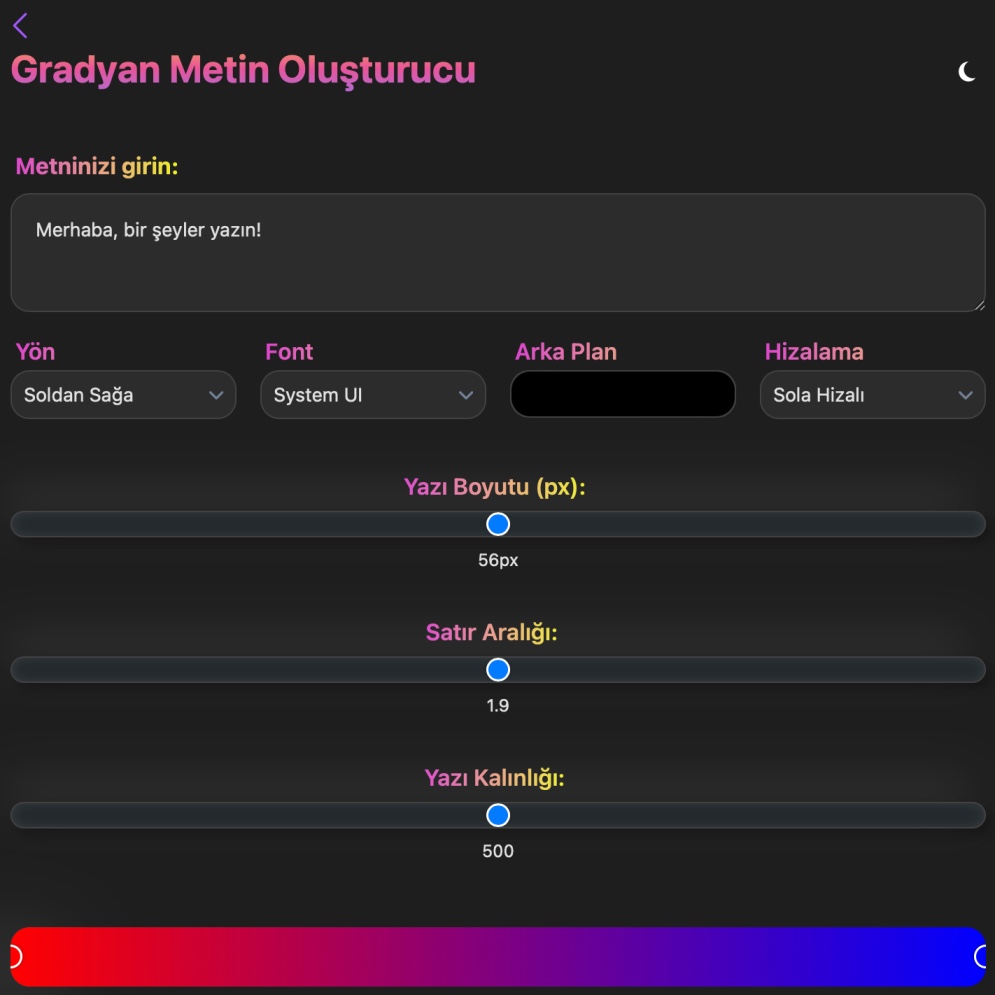 Gradyan Metin Oluşturucu
Metninizi girin:
Merhaba, bir şeyler yazın!
Yön Font Arka Plan Hizalama
Soldan Sağa System UI Sola Hizalı
Yazı Boyutu (px):
56px
Satır Aralığı:
1.9
Yazı Kalınlığı:
500